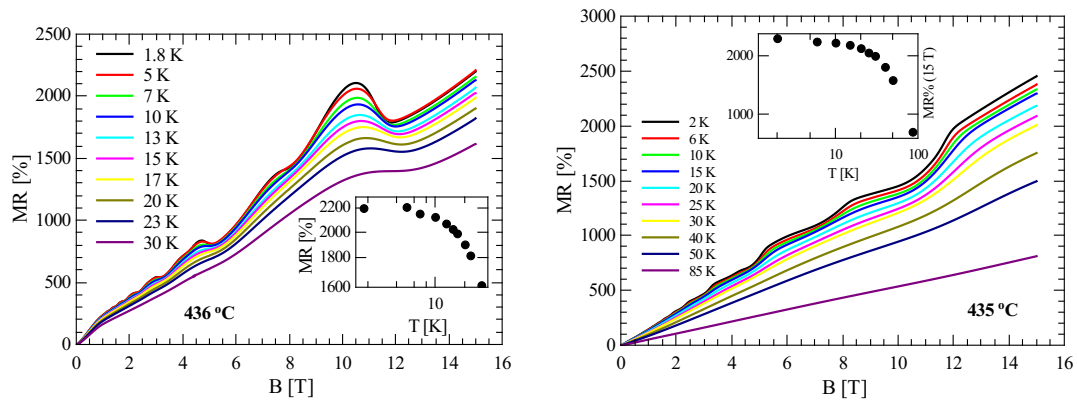 2500
2000
1500
1000
500
0
MR [%]
1.8 K
5 K
7 K
10 K
13 K
15 K
17 K
20 K
23 K
30 K
436 °C
2200
2000
1800
1600
MR [%]
10
T [K]
0 2 4 6 8 10 12 14 16
B [T]
3000
2500
2000
1500
1000
500
0
MR [%]
2 K
6 K
10 K
15 K
20 K
25 K
30 K
40 K
50 K
85 K
2000
1000
MR% (15 T)
10 100
T [K]
435 °C
0 2 4 6 8 10 12 14 16
B [T]